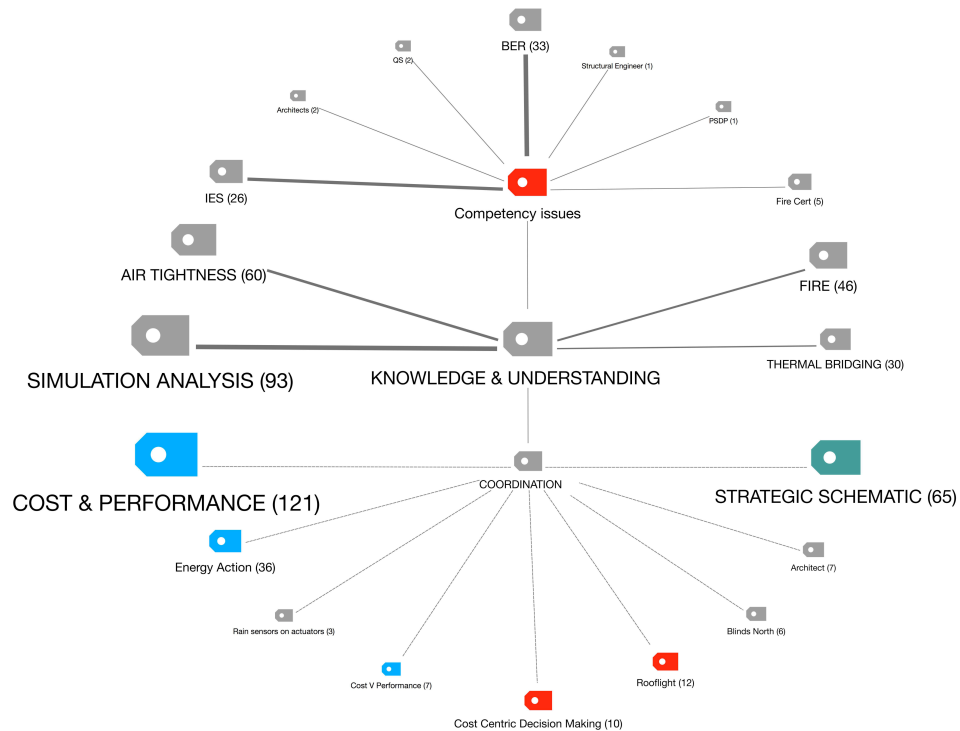 BER (33)
QS (2)
Structural Engineer (1)
Architects (2)
PSDP (1)
IES (26)
Fire Cert (5)
Competency issues
AIR TIGHTNESS (60)
FIRE (46)
THERMAL BRIDGING (30)
SIMULATION ANALYSIS (93)
KNOWLEDGE & UNDERSTANDING
COORDINATION
COST & PERFORMANCE (121)
STRATEGIC SCHEMATIC (65)
Energy Action (36)
Architect (7)
Rain sensors on actuators (3)
Blinds North (6)
Cost V Performance (7)
Rooflight (12)
Cost Centric Decision Making (10)